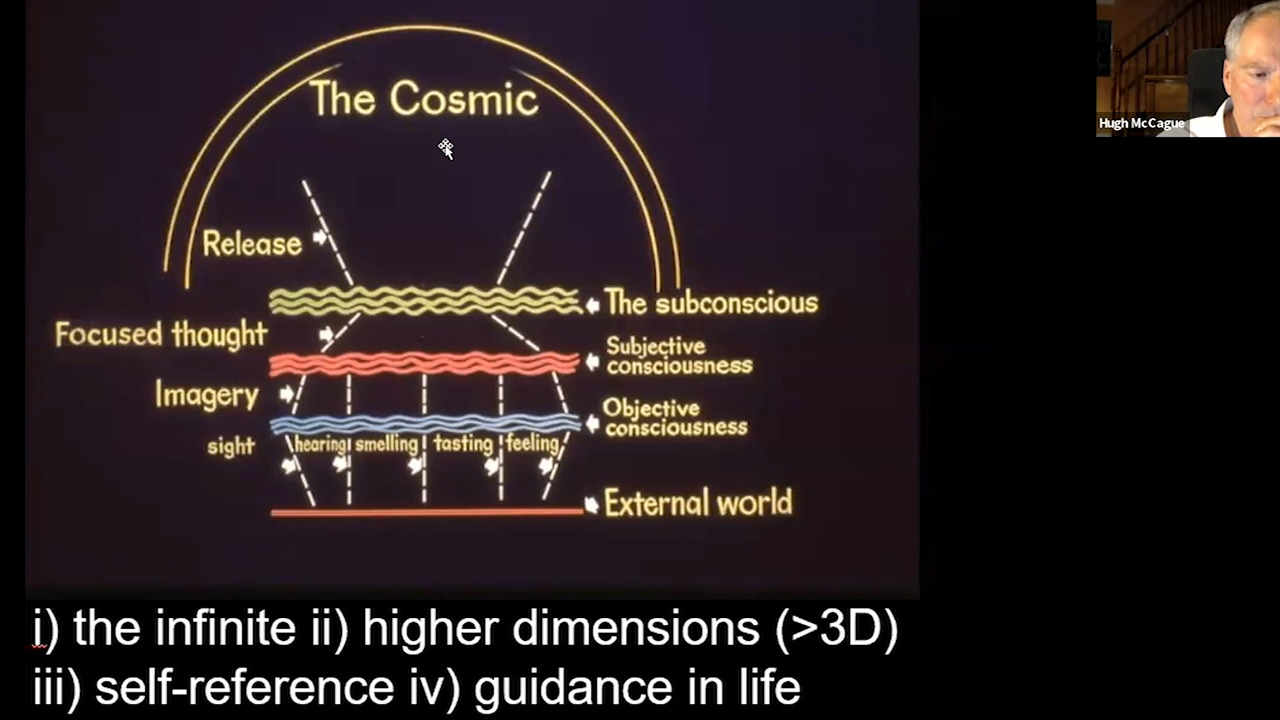 The Cosmic
Hugh McCague
Release
The subconscious
Focused thought
Subjective
consciousness
Imagery
Objective
consciousness
sight hearing smelling tasting feeling
External world
i) the infinite ii) higher dimensions (>3D)
iii) self-reference iv) guidance in life